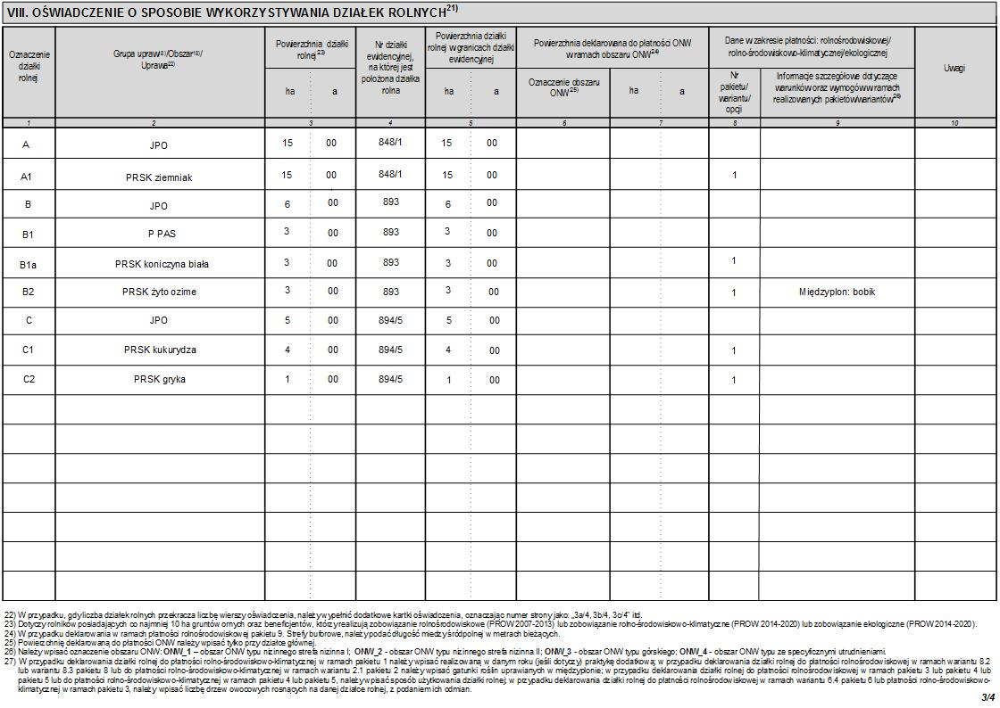 VIII. OŚWIADCZENIE O SPOSOBIE WYKORZYSTYWANIA DZIAŁEK ROLNYCH21)
Oznaczenie działki rolnej
Grupa upraw18)/Obszar18)/ Uprawa22)
Powierzchnia działki rolnej23)
ha a
Nr działki ewidencyjnej, na której jest położona działka rolna
Powierzchnia działki rolnej w granicach działki ewidencyjnej
ha a
Powierzchnia deklarowana do płatności ONW w ramach obszaru ONW24)
Oznaczenie obszaru ONW25)
ha a
Dane w zakresie płatności: rolnośrodowiskowej/ rolno-środowiskowo-klimatycznej/ekologicznej
Nr pakietu/ wariantu/ opcji
Informacje szczegółowe dotyczące warunków oraz wymogów w ramach realizowanych pakietów/wariantów26)
Uwagi
1 2 3 4 5 6 7 8 9 10
A JPO 15 00 848/1 15 00
A1 PRSK ziemniak 15 00 848/1 15 00 1
B JPO 6 00 893 6 00
B1 P PAS 3 00 893 3 00
B1a PRSK koniczyna biała 3 00 893 3 00 1
B2 PRSK żyto ozime 3 00 893 3 00 1 Międzyplon: bobik
C JPO 5 00 894/5 5 00
C1 PRSK kukurydza 4 00 894/5 4 00 1
C2 PRSK gryka 1 00 894/5 1 00 1
22) W przypadku, gdy liczba działek rolnych przekracza liczbę wierszy oświadczenia, należy wypełnić dodatkowe kartki oświadczenia, oznaczając numer strony jako: „3a/4, 3b/4, 3c/4” itd.
23) Dotyczy rolników posiadających co najmniej 10 ha gruntów ornych oraz beneficjentów, którzy realizują zobowiązanie rolnośrodowiskowe (PROW 2007-2013) lub zobowiązanie rolno-środowiskowo-klimatyczne (PROW 2014-2020) lub zobowiązanie ekologiczne (PROW 2014-2020).
24) W przypadku deklarowania w ramach płatności rolnośrodowiskowej pakietu 9. Strefy buforowe, należy podać długość miedzy śródpolnej w metrach bieżących.
25) Powierzchnię deklarowaną do płatności ONW należy wpisać tylko przy działce głównej.
26) Należy wpisać oznaczenie obszaru ONW: ONW_1 – obszar ONW typu nizinnego strefa nizinna I; ONW_2 - obszar ONW typu nizinnego strefa nizinna II; ONW_3 - obszar ONW typu górskiego; ONW_4 - obszar ONW typu ze specyficznymi utrudnieniami.
27) W przypadku deklarowania działki rolnej do płatności rolno-środowiskowo-klimatycznej w ramach pakietu 1 należy wpisać realizowaną w danym roku (jeśli dotyczy) praktykę dodatkową; w przypadku deklarowania działki rolnej do płatności rolnośrodowiskowej w ramach wariantu 8.2
lub wariantu 8.3 pakietu 8 lub do płatności rolno-środowiskowo-klimatycznej w ramach wariantu 2.1 pakietu 2 należy wpisać gatunki roślin uprawianych w międzyplonie; w przypadku deklarowania działki rolnej do płatności rolnośrodowiskowej w ramach pakietu 3 lub pakietu 4 lub
pakietu 5 lub do płatności rolno-środowiskowo-klimatycznej w ramach pakietu 4 lub pakietu 5, należy wpisać sposób użytkowania działki rolnej; w przypadku deklarowania działki rolnej do płatności rolnośrodowiskowej w wariantu 6.4 pakietu 6 lub płatności rolno-środowiskowo-
klimatycznej w ramach pakietu 3, należy wpisać liczbę drzew owocowych rosnących na danej działce rolnej, z podaniem ich odmian.
3/4